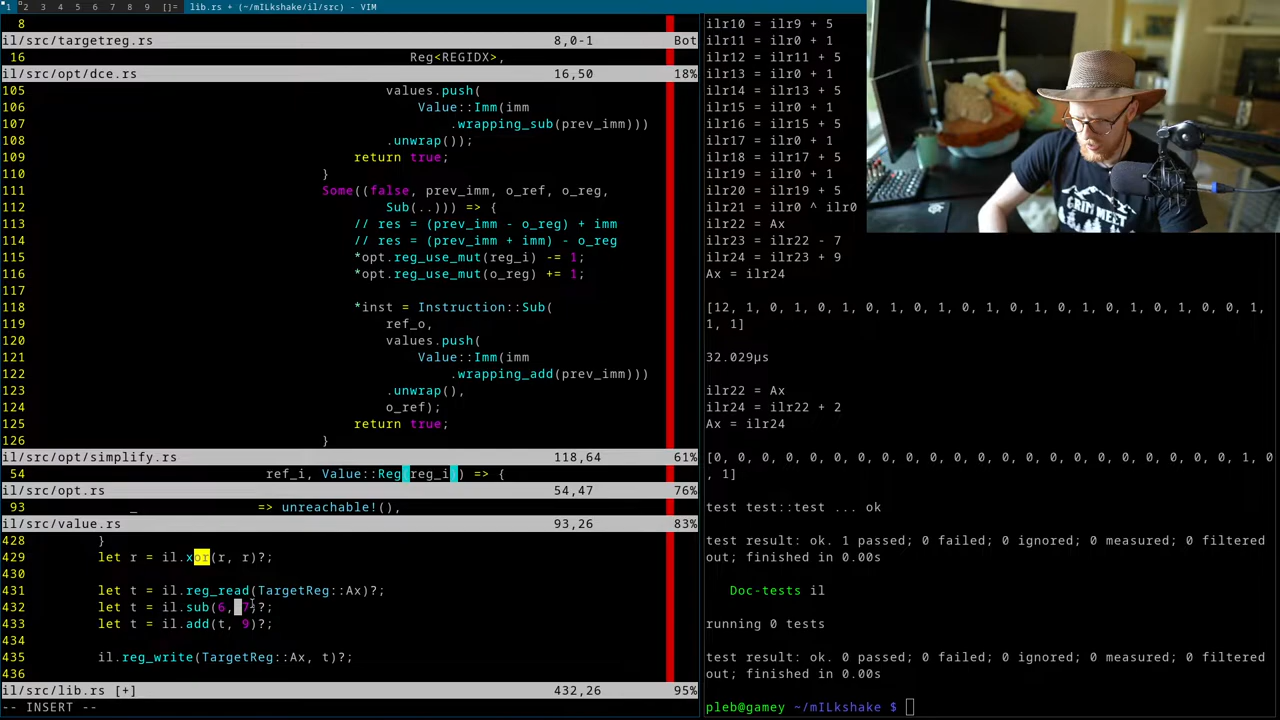 1 2 3 4 5 6 7 8 9 []= lib.rs + (~/mILkshake/il/src) - VIM
8
il/src/targetreg.rs 8,0-1 Bot
16 Reg<REGIDX>,
il/src/opt/dce.rs 16,50 18%
105 values.push(
106 Value::Imm(imm
107 .wrapping_sub(prev_imm)))
108 .unwrap());
109 return true;
110 }
111 Some((false, prev_imm, o_ref, o_reg,
112 Sub(..))) => {
113 // res = (prev_imm - o_reg) + imm
114 // res = (prev_imm + imm) - o_reg
115 *opt.reg_use_mut(reg_i) -= 1;
116 *opt.reg_use_mut(o_reg) += 1;
117
118 *inst = Instruction::Sub(
119 ref_o,
120 values.push(
121 Value::Imm(imm
122 .wrapping_add(prev_imm)))
123 .unwrap(),
124 o_ref);
125 return true;
126 }
il/src/opt/simplify.rs 118,64 61%
54 ref_i, Value::Reg(reg_i)) => {
il/src/opt.rs 54,47 76%
93 _ => unreachable!(),
il/src/value.rs 93,26 83%
428 }
429 let r = il.xor(r, r)?;
430
431 let t = il.reg_read(TargetReg::Ax)?;
432 let t = il.sub(6, 7)?;
433 let t = il.add(t, 9)?;
434
435 il.reg_write(TargetReg::Ax, t)?;
436
il/src/lib.rs [+] 432,26 95%
-- INSERT --
ilr10 = ilr9 + 5
ilr11 = ilr0 + 1
ilr12 = ilr11 + 5
ilr13 = ilr0 + 1
ilr14 = ilr13 + 5
ilr15 = ilr0 + 1
ilr16 = ilr15 + 5
ilr17 = ilr0 + 1
ilr18 = ilr17 + 5
ilr19 = ilr0 + 1
ilr20 = ilr19 + 5
ilr21 = ilr0 ^ ilr0
ilr22 = Ax
ilr23 = ilr22 - 7
ilr24 = ilr23 + 9
Ax = ilr24
[12, 1, 0, 1, 0, 1, 0, 1, 0, 1, 0, 1, 0, 1, 0, 1, 0, 1, 0, 1, 0, 0, 1,
1, 1]
32.029µs
ilr22 = Ax
ilr24 = ilr22 + 2
Ax = ilr24
[0, 0, 0, 0, 0, 0, 0, 0, 0, 0, 0, 0, 0, 0, 0, 0, 0, 0, 0, 0, 0, 0, 1, 0
, 1]
test test::test ... ok
test result: ok. 1 passed; 0 failed; 0 ignored; 0 measured; 0 filtered
out; finished in 0.00s
Doc-tests il
running 0 tests
test result: ok. 0 passed; 0 failed; 0 ignored; 0 measured; 0 filtered
out; finished in 0.00s
pleb@gamey ~/mILkshake $
GRIM MEET